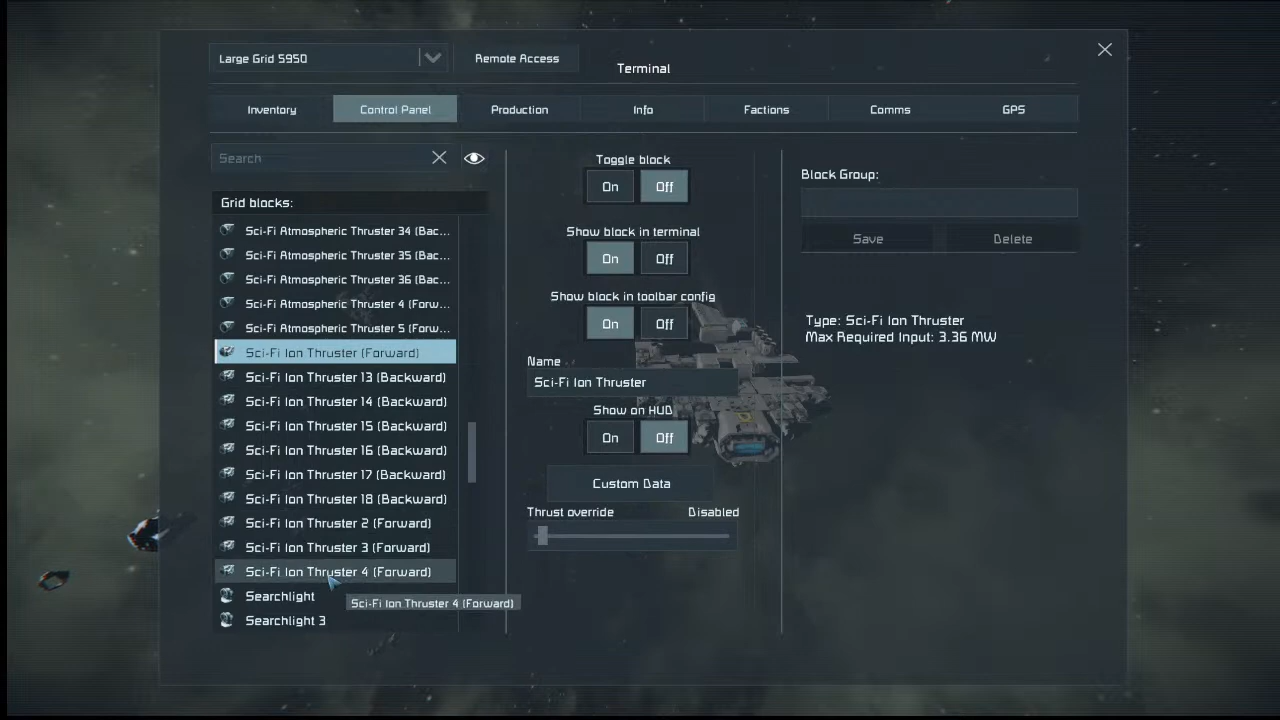 Large Grid 5950
Remote Access
Terminal
Inventory
Control Panel
Production
Info
Factions
Comms
GPS
Search
Grid blocks:
Sci-Fi Atmospheric Thruster 34 (Bac...
Sci-Fi Atmospheric Thruster 35 (Bac...
Sci-Fi Atmospheric Thruster 36 (Bac...
Sci-Fi Atmospheric Thruster 4 (Forw...
Sci-Fi Atmospheric Thruster 5 (Forw...
Sci-Fi Ion Thruster (Forward)
Sci-Fi Ion Thruster 13 (Backward)
Sci-Fi Ion Thruster 14 (Backward)
Sci-Fi Ion Thruster 15 (Backward)
Sci-Fi Ion Thruster 16 (Backward)
Sci-Fi Ion Thruster 17 (Backward)
Sci-Fi Ion Thruster 18 (Backward)
Sci-Fi Ion Thruster 2 (Forward)
Sci-Fi Ion Thruster 3 (Forward)
Sci-Fi Ion Thruster 4 (Forward)
Sci-Fi Ion Thruster 4 (Forward)
Searchlight
Searchlight 3
Toggle block
On Off
Show block in terminal
On Off
Show block in toolbar config
On Off
Name
Sci-Fi Ion Thruster
Show on HUD
On Off
Custom Data
Thrust override Disabled
Block Group:
Save Delete
Type: Sci-Fi Ion Thruster
Max Required Input: 3.36 MW